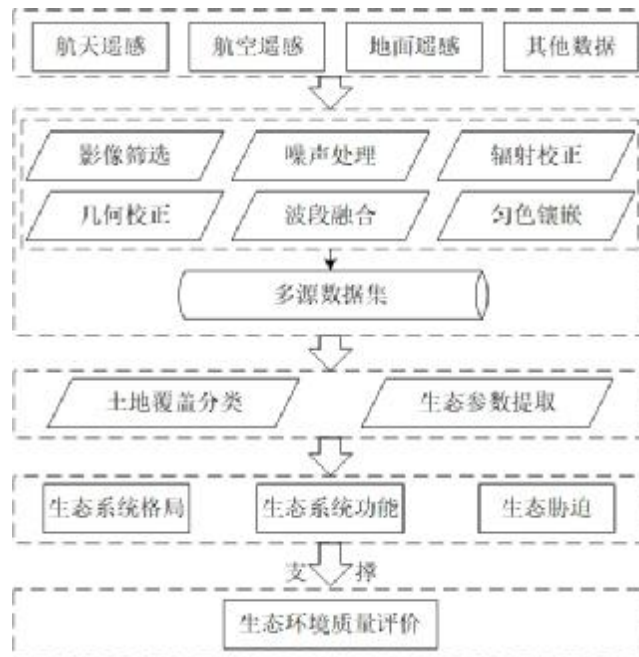 航天遥感 航空遥感 地面遥感 其他数据
影像筛选 噪声处理 辐射校正
几何校正 波段融合 匀色镶嵌
多源数据集
土地覆盖分类 生态参数提取
生态系统格局 生态系统功能 生态胁迫
支 撑
生态环境质量评价